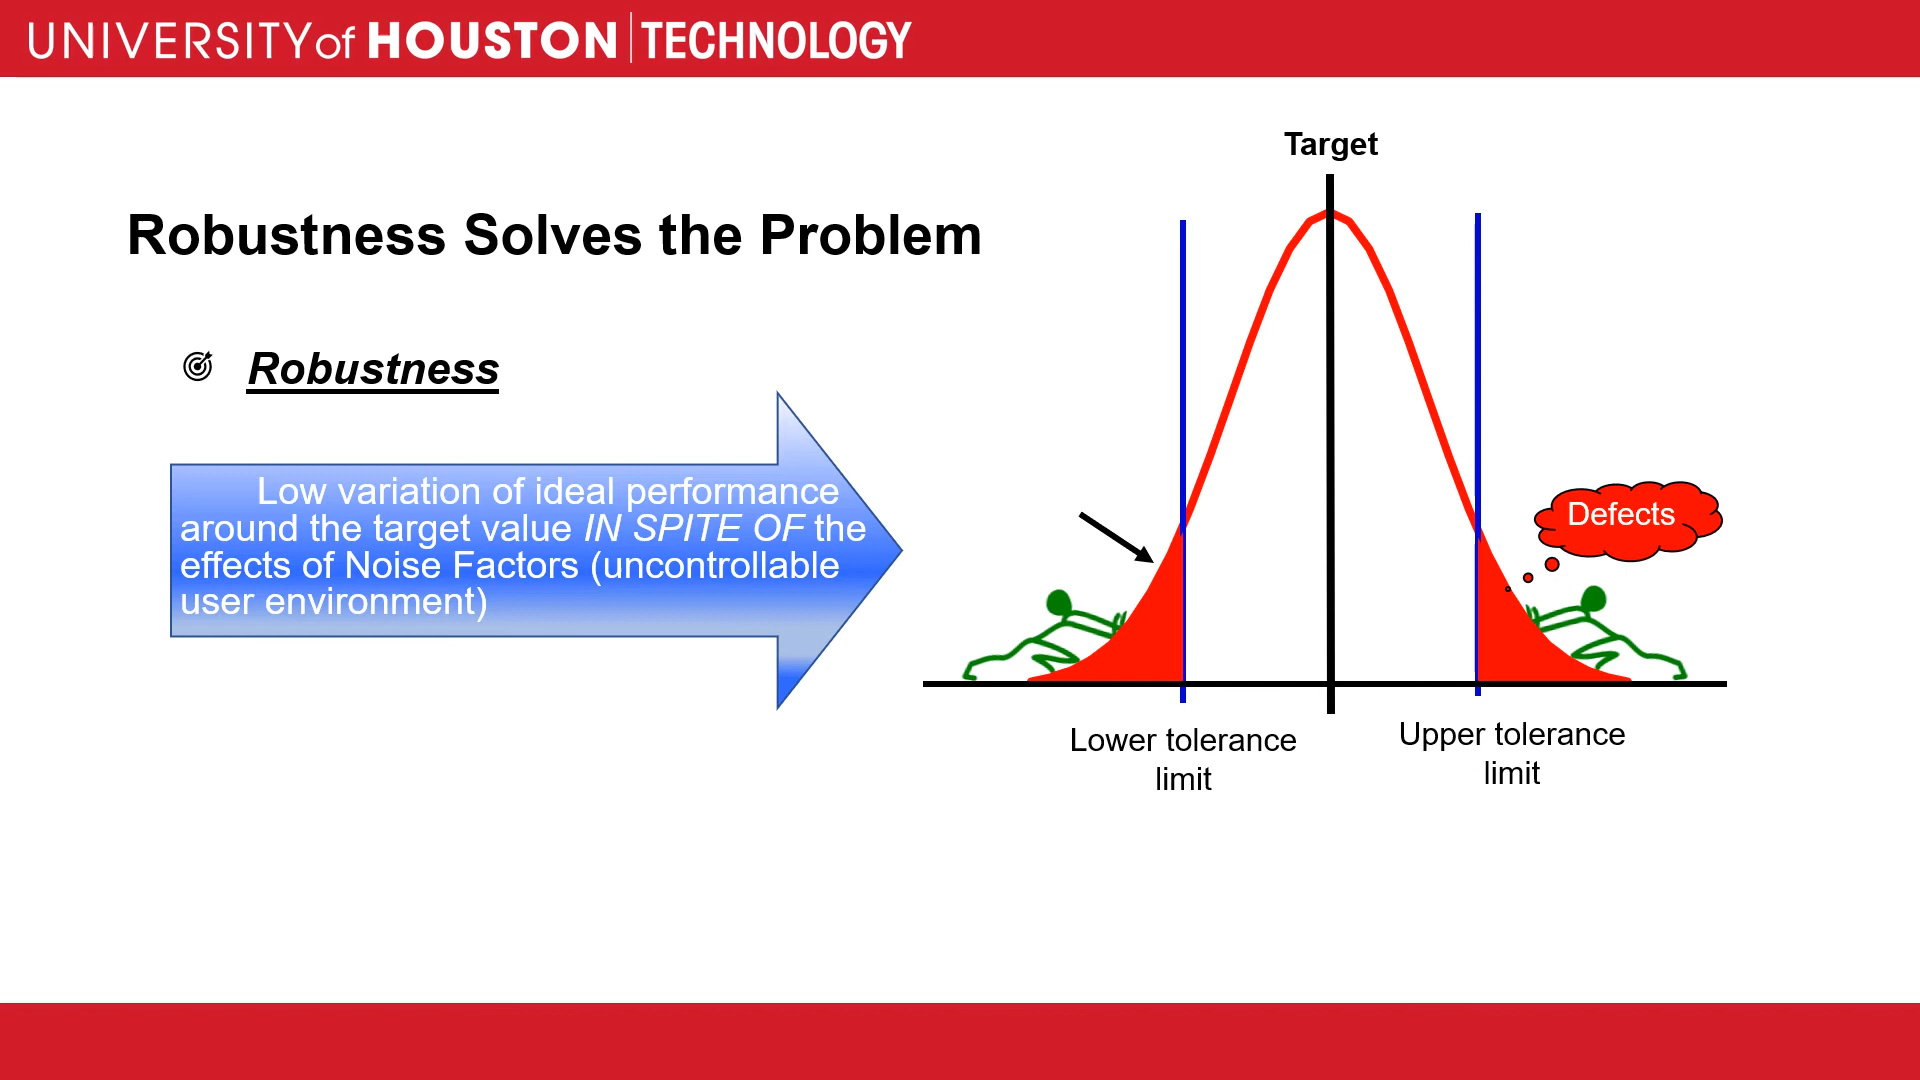 UNIVERSITY of HOUSTON | TECHNOLOGY
Target
Robustness Solves the Problem
Robustness
Low variation of ideal performance
around the target value IN SPITE OF the
effects of Noise Factors (uncontrollable
user environment)
Defects
Lower tolerance
limit
Upper tolerance
limit